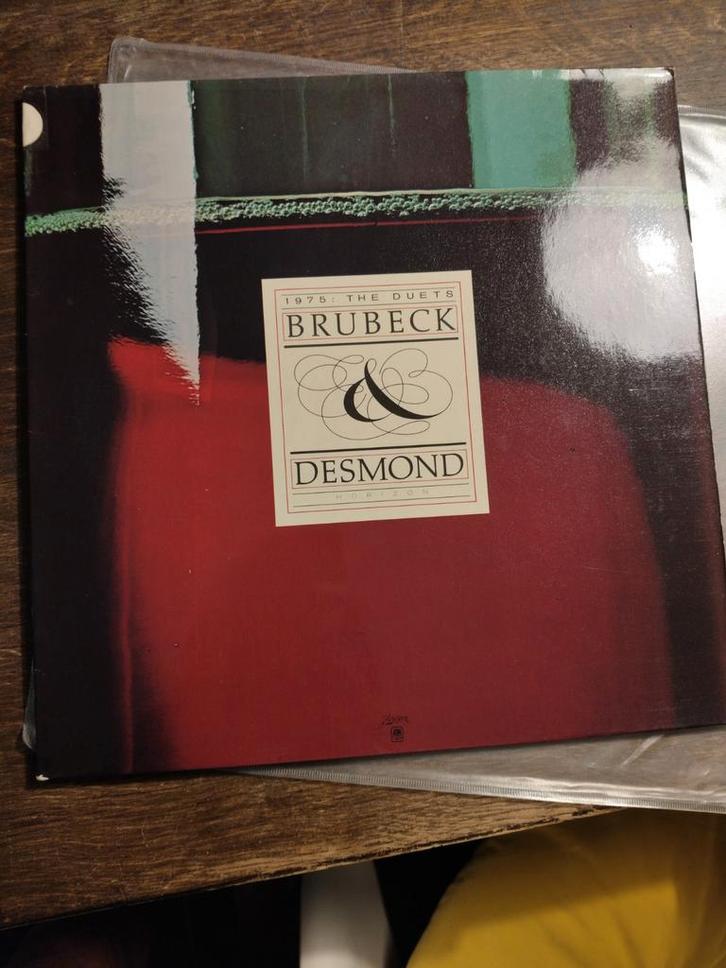 1975: THE DUETS
BRUBECK
&
DESMOND
HORIZON